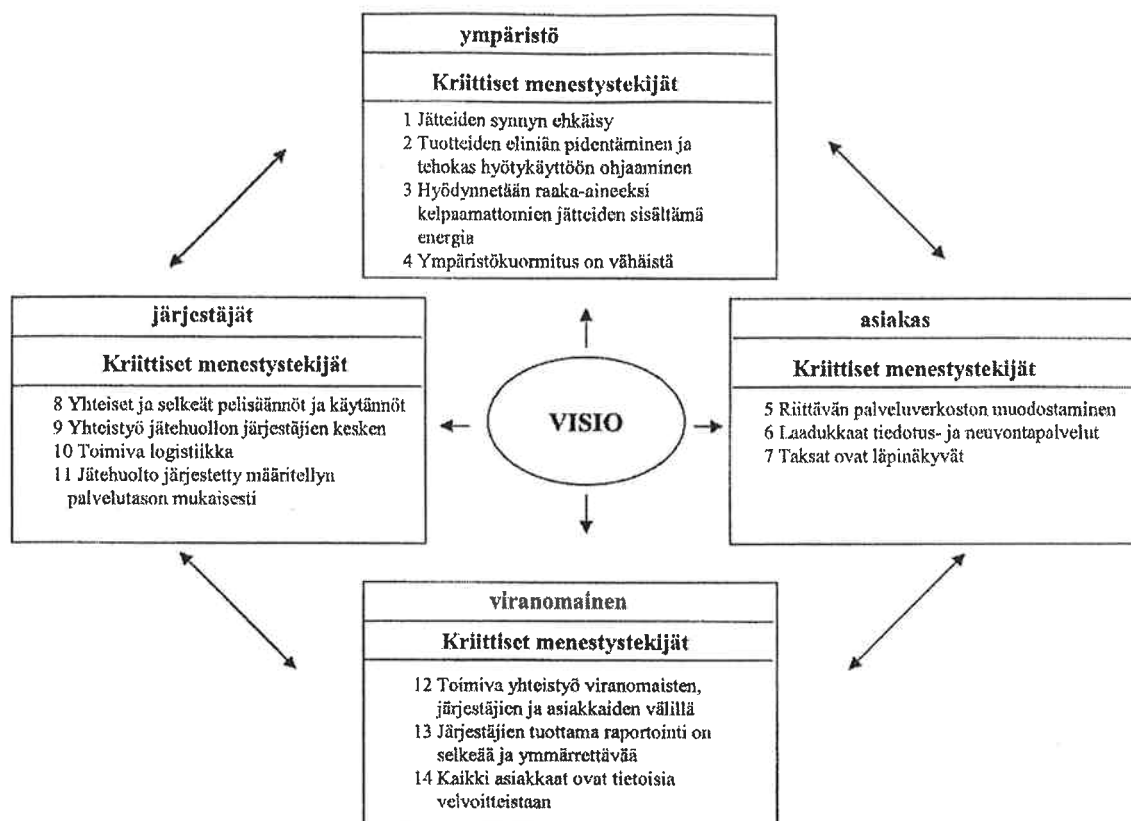 ympäristö
Kriittiset menestystekijät
1 Jätteiden synnyn ehkäisy
2 Tuotteiden eliniän pidentäminen ja
tehokas hyötykäyttöön ohjaaminen
3 Hyödynnetään raaka-aineeksi
kelpaamattomien jätteiden sisältämä
energia
4 Ympäristökuormitus on vähäistä
järjestäjät
Kriittiset menestystekijät
8 Yhteiset ja selkeät pelisäännöt ja käytännöt
9 Yhteistyö jätehuollon järjestäjien kesken
10 Toimiva logistiikka
11 Jätehuolto järjestetty määritellyn
palvelutason mukaisesti
VISIO
asiakas
Kriittiset menestystekijät
5 Riittävän palveluverkoston muodostaminen
6 Laadukkaat tiedotus- ja neuvontapalvelut
7 Taksat ovat läpinäkyvät
viranomainen
Kriittiset menestystekijät
12 Toimiva yhteistyö viranomaisten,
järjestäjien ja asiakkaiden välillä
13 Järjestäjien tuottama raportointi on
selkeää ja ymmärrettävää
14 Kaikki asiakkaat ovat tietoisia
velvoitteistaan